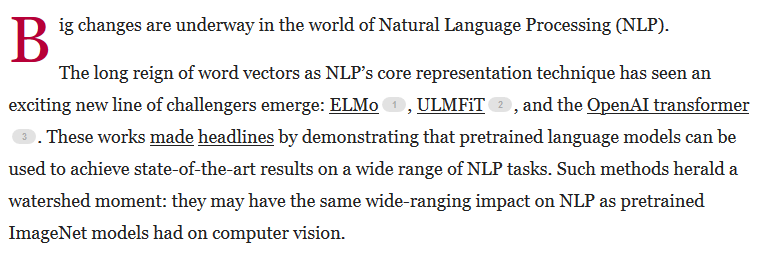 Big changes are underway in the world of Natural Language Processing (NLP).
The long reign of word vectors as NLP’s core representation technique has seen an
exciting new line of challengers emerge: ELMo 1, ULMFiT 2, and the OpenAI transformer
3. These works made headlines by demonstrating that pretrained language models can be
used to achieve state-of-the-art results on a wide range of NLP tasks. Such methods herald a
watershed moment: they may have the same wide-ranging impact on NLP as pretrained
ImageNet models had on computer vision.